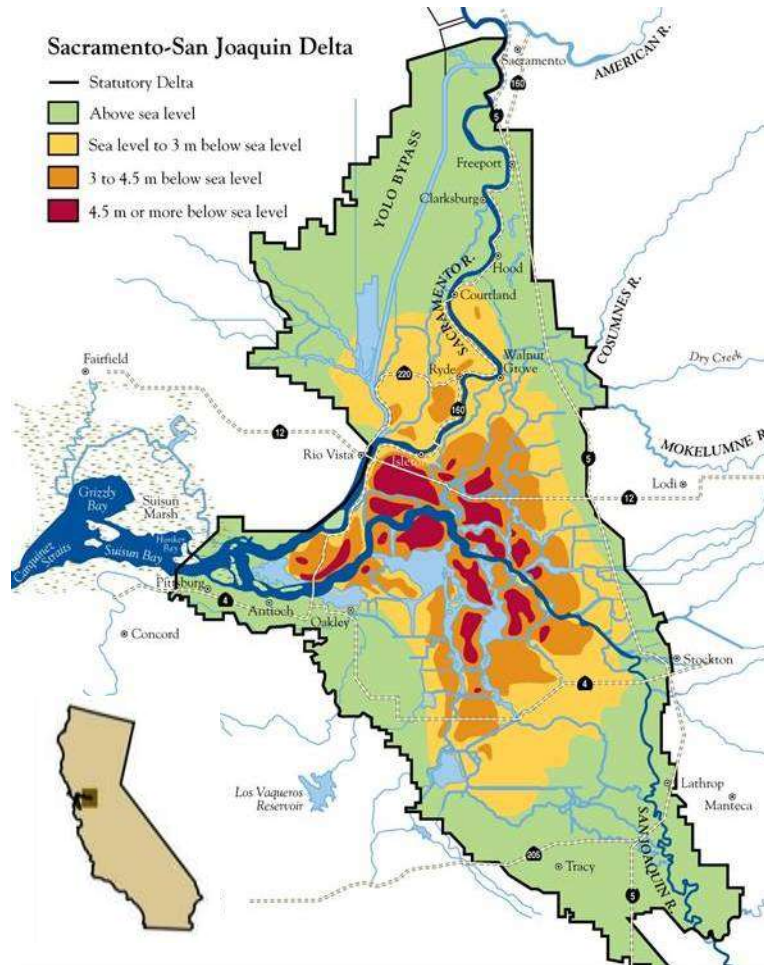 Sacramento-San Joaquin Delta
Statutory Delta
Above sea level
Sea level to 3 m below sea level
3 to 4.5 m below sea level
4.5 m or more below sea level
Sacramento
AMERICAN R.
160
5
YOLO BYPASS
Freeport
Clarksburg
SACRAMENTO R.
Hood
Courtland
COSUMNES R.
Fairfield
220
Ryde
Walnut
Grove
Dry Creek
160
12
Rio Vista
Isleton
MOKELUMNE R.
5
Lodi
12
Grizzly
Bay
Suisun
Marsh
Honker
Bay
Carquinez
Straits
Suisun Bay
Pittsburg
4
Antioch
Oakley
Concord
Stockton
4
Los Vaqueros
Reservoir
Lathrop
Manteca
SAN JOAQUIN R.
205
Tracy
5